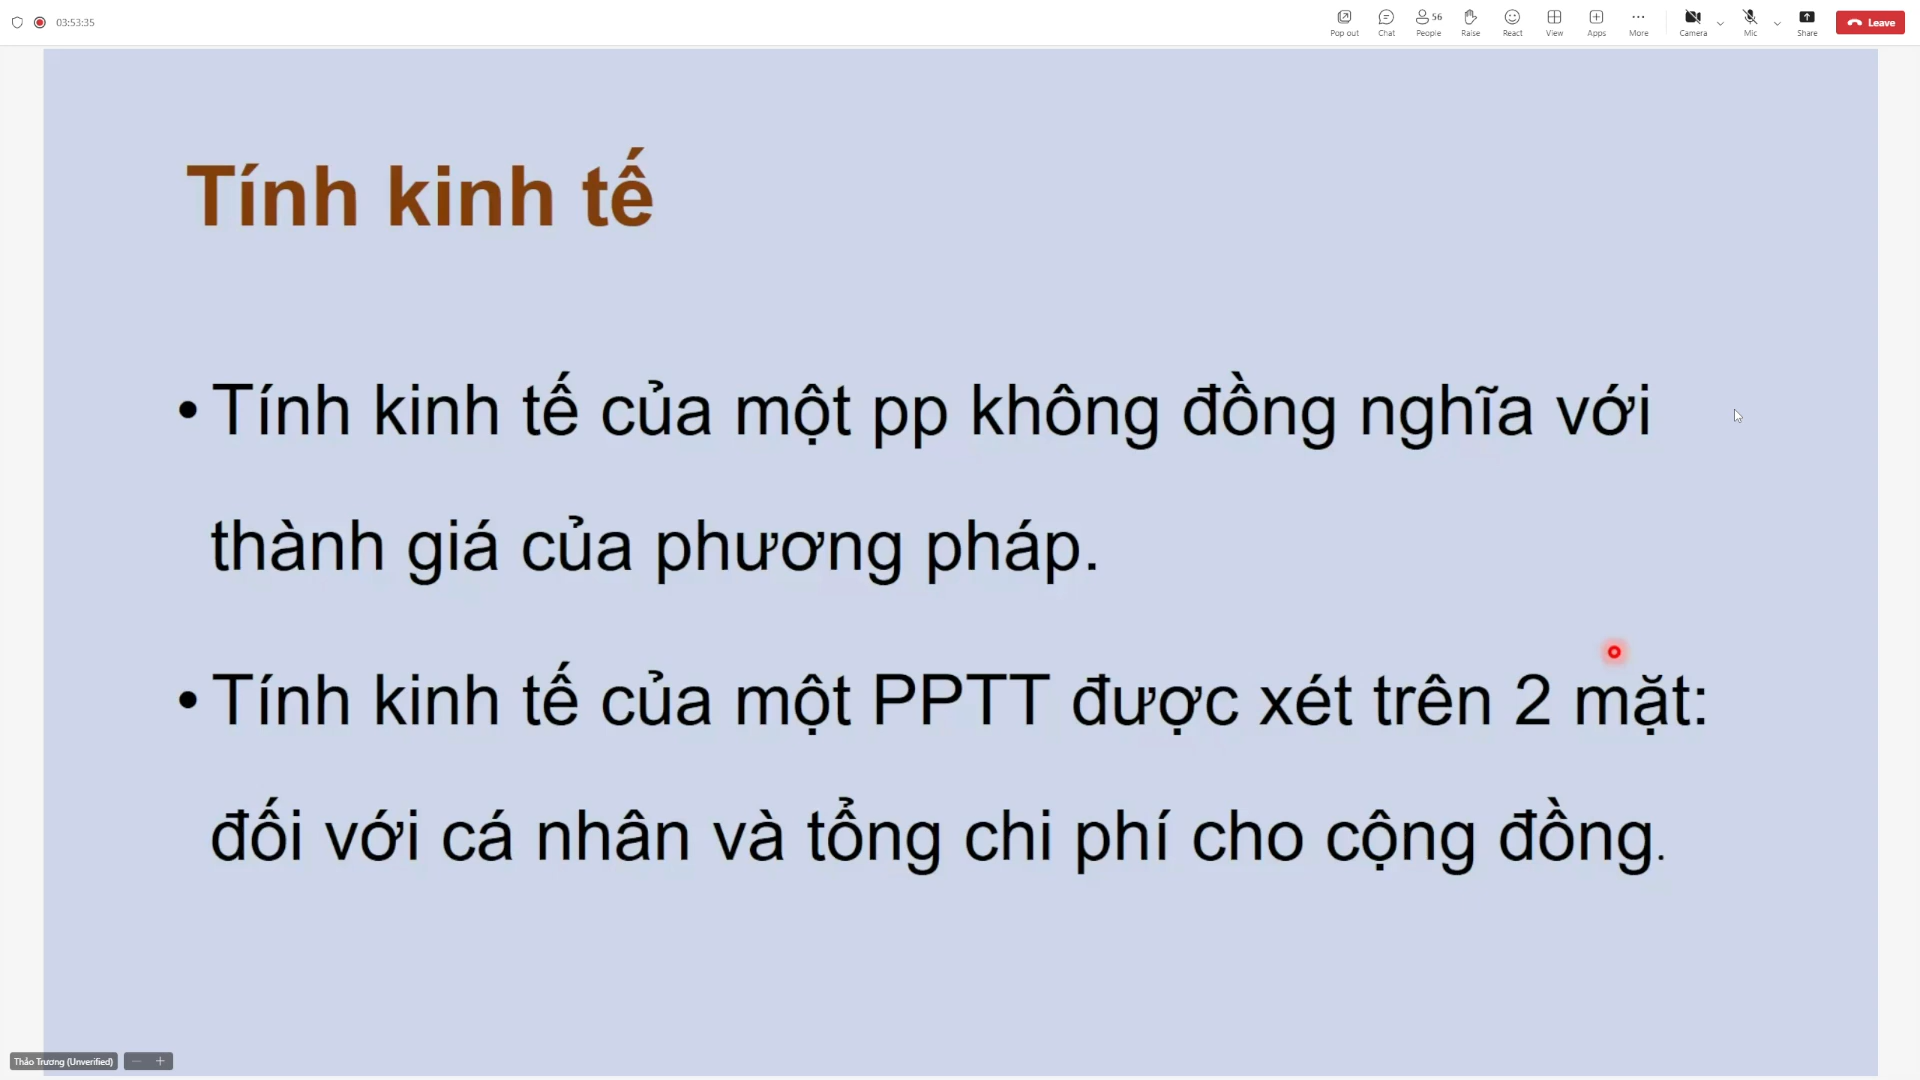 03:53:35
Pop out
Chat
56
People
Raise
React
View
Apps
More
Camera
Mic
Share
Leave
Tính kinh tế
• Tính kinh tế của một pp không đồng nghĩa với
thành giá của phương pháp.
• Tính kinh tế của một PPTT được xét trên 2 mặt:
đối với cá nhân và tổng chi phí cho cộng đồng.
Thảo Trương (Unverified)